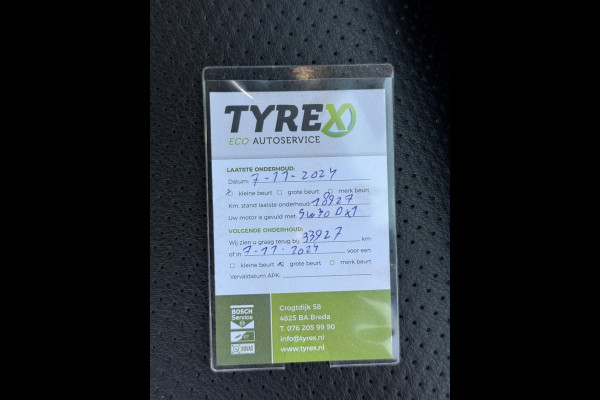 TYREX
ECO AUTOSERVICE
LAATSTE ONDERHOUD:
Datum: 7-11-2024
kleine beurt grote beurt merk beurt
Km. stand laatste onderhoud: 18927
Uw motor is gevuld met: 5w30 Dx1
VOLGENDE ONDERHOUD:
Wij zien u graag terug bij 33927 km
of in 7-11-2024 voor een
kleine beurt grote beurt merk beurt
Vervaldatum APK:
BOSCH
Service
BOVAG
Crogtdijk 58
4825 BA Breda
T. 076 205 99 90
info@tyrex.nl
www.tyrex.nl